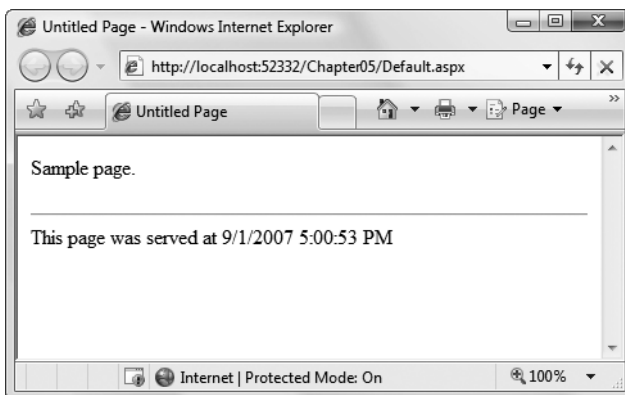 Untitled Page - Windows Internet Explorer
http://localhost:52332/Chapter05/Default.aspx
Untitled Page
Page
Sample page.
This page was served at 9/1/2007 5:00:53 PM
Internet | Protected Mode: On
100%